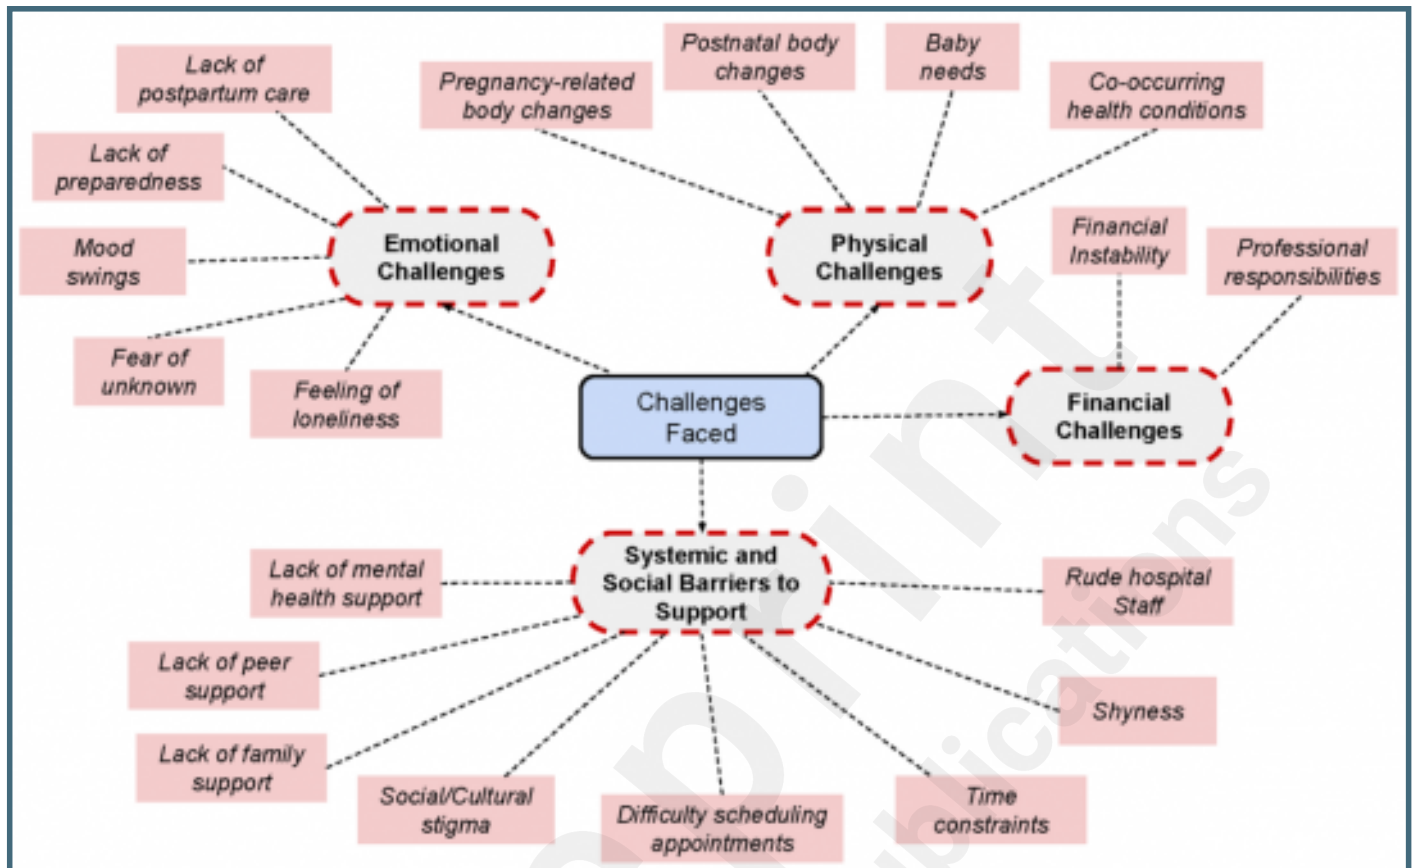 Lack of
postpartum care
Pregnancy-related
body changes
Postnatal body
changes
Baby
needs
Co-occurring
health conditions
Lack of
preparedness
Mood
swings
Fear of
unknown
Feeling of
loneliness
Emotional
Challenges
Physical
Challenges
Financial
Instability
Professional
responsibilities
Challenges
Faced
Financial
Challenges
Systemic and
Social Barriers to
Support
Lack of mental
health support
Lack of peer
support
Lack of family
support
Social/Cultural
stigma
Difficulty scheduling
appointments
Time
constraints
Shyness
Rude hospital
Staff
print
ublications